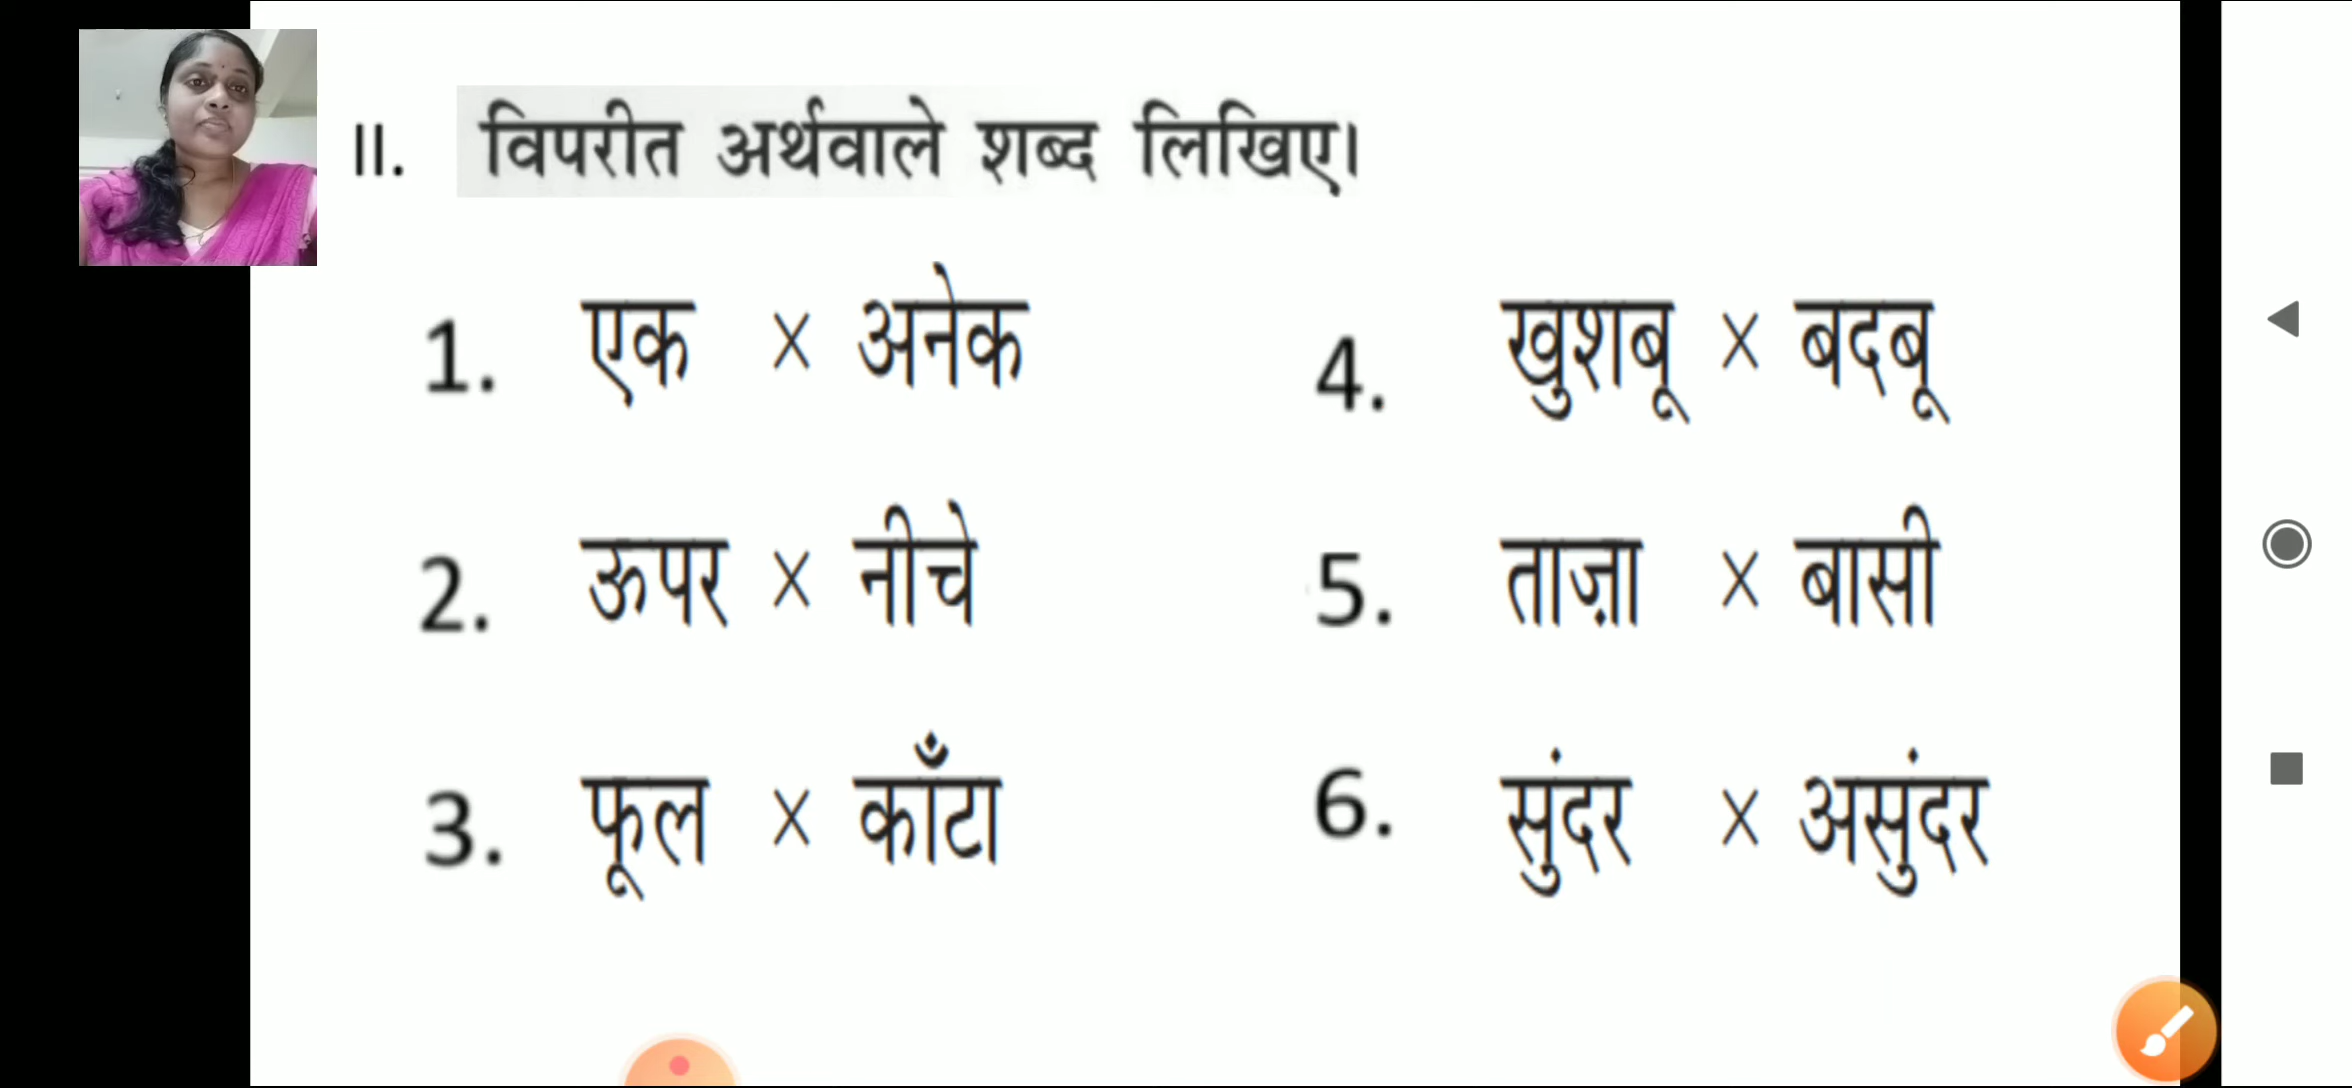 II. विपरीत अर्थवाले शब्द लिखिए।
1. एक × अनेक
2. ऊपर × नीचे
3. फूल × काँटा
4. खुशबू × बदबू
5. ताज़ा × बासी
6. सुंदर × असुंदर